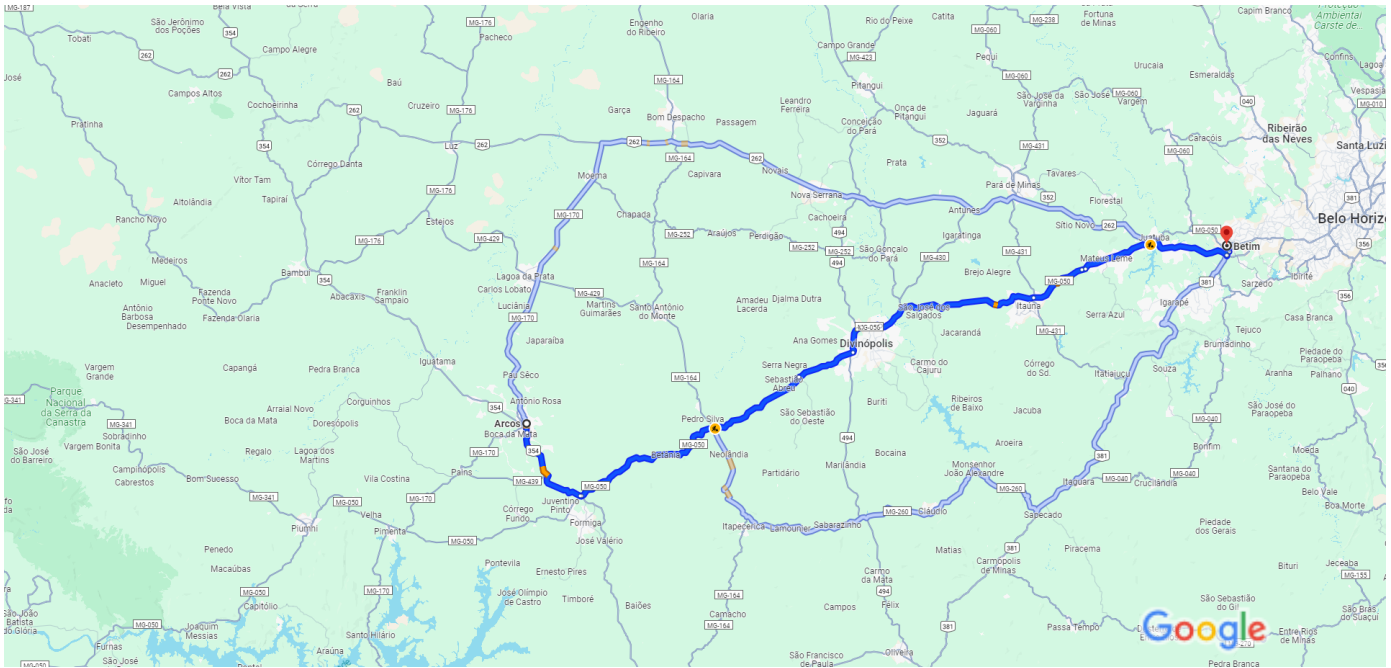 MG-187
São Jerônimo
dos Poções
Bela Vista
MG-176
Pacheco
Engenho
do Ribeiro
Olaria
Rio do Peixe
Catita
MG-238
Fortuna
de Minas
Capim Branco
Ambiental
Carste de...
Tobati
354
Campo Alegre
262
MG-060
Campo Grande
MG-423
Pequi
Confins
Lagoa
José
262
Campos Altos
Baú
Cochoeirinha
Cruzeiro
MG-176
MG-164
Garça
Bom Despacho
Passagem
Leandro
Ferreira
Pitangui
Onça de
Pitangui
Jaguará
MG-060
São José da
Varginha
São José
Urucaia
MG-060
Vargem
Esmeraldas
040
Vespasia
MG-010
Pratinha
354
262
Luz
262
262
MG-164
Conceição
do Pará
352
MG-431
Caracóis
MG-060
Ribeirão
das Neves
Santa Luzi
Córrego Danta
Vítor Tam
Tapiraí
MG-176
Moema
Capivara
262
Novais
Nova Serrana
Prata
Pará de Minas
Tavares
352
Florestal
381
Altolândia
Rancho Novo
Estejos
MG-170
Chapada
Araújos
MG-252
Perdigão
Cachoeira
494
MG-252
Antunes
Igaratinga
Sítio Novo
262
MG-050
Betim
Belo Horizo
356
Medeiros
MG-176
MG-429
MG-252
494
São Gonçalo
do Pará
MG-430
MG-431
Brejo Alegre
Mateus Leme
381
Ibirité
Sarzedo
Anacleto
Miguel
Bambuí
354
Lagoa da Prata
Carlos Lobato
MG-164
MG-050
Igarapé
356
Fazenda
Ponte Novo
Abacaxis
Franklin
Sampaio
Luciânia
MG-429
Martins
Guimarães
Santo Antônio
do Monte
Amadeu
Lacerda
Djalma Dutra
Salgados
Itaúna
Serra Azul
Casa Branca
Antônio
Barbosa
Desempenhado
Fazenda Olaria
MG-170
Japaraíba
MG-050
Divinópolis
Ana Gomes
Jacarandá
MG-431
Tejuco
Brumadinho
Piedade do
Paraopeba
Vargem
Grande
Capangá
Pedra Branca
Iguatama
Pau Sêco
Serra Negra
Carmo do
Cajuru
Córrego
do Sd.
Itatiaiuçu
Souza
Aranha
Palhano
Parque
Nacional
da Serra da
Canastra
MG-341
354
Antônio Rosa
MG-164
Sebastião
Abreu
Buriti
Ribeiros
de Baixo
Jacuba
MG-040
040
MG-341
Sobradinho
Vargem Bonita
Arraial Novo
Boca da Mata
Corguinhos
Doresópolis
Arcos
Boca da Mata
Pedro Silva
São Sebastião
do Oeste
São José do
Paraopeba
São José
do Barreiro
Campinópolis
Cabrestos
Regalo
Lagoa dos
Martins
MG-170
354
MG-050
Neolândia
494
Marilândia
Bocaina
Aroeira
381
Bonfim
Moeda
Bom Sucesso
Vila Costina
Pains
MG-439
MG-050
Partidário
Monsenhor
João Alexandre
Itaguara
MG-040
Crucilândia
MG-040
Santana do
Paraopeba
MG-341
MG-050
MG-170
Juventino
Pinto
Córrego
Fundo
Formiga
MG-260
Belo Vale
Boa Morte
Piumhi
Velha
Pimenta
MG-050
José Valério
Itapecerica
Lamounier
Sabarazinho
MG-260
Cláudio
Sapecado
Piedade
dos Gerais
Penedo
Macaúbas
Pontevila
Ernesto Pires
Matias
381
Carmópolis
de Minas
Piracema
Bituri
Jeceaba
MG-155
São João
Batista
do Glória
MG-050
Capitólio
Joaquim
Messias
MG-170
José Olímpio
de Castro
Timboré
Baiões
Camacho
Carmo
da Mata
494
Campos
Felix
São Sebastião
do Gil
São Brás
do Suaçuí
Furnas
São José
MG-050
Santo Hilário
Araúna
MG-164
São Francisco
de Paula
Oliveira
381
Passa Tempo
Google
Entre Rios
de Minas
Pedra Branca